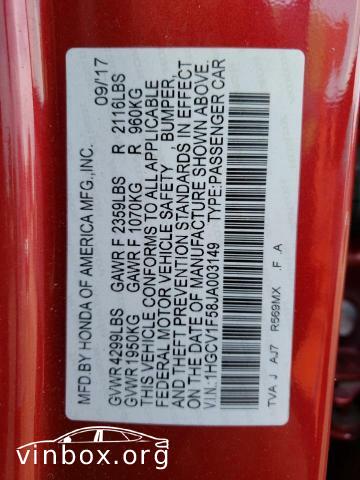 MFD.BY HONDA OF AMERICA MFG.,INC. 09/17
GVWR 4299LBS GAWR F 2359LBS R 2116LBS
GVWR 1950KG GAWR F 1070KG R 960KG
THIS VEHICLE CONFORMS TO ALL APPLICABLE
FEDERAL MOTOR VEHICLE SAFETY BUMPER,
AND THEFT PREVENTION STANDARDS IN EFFECT
ON THE DATE OF MANUFACTURE SHOWN ABOVE.
V.I.N.:1HGCV1F58JA003149 TYPE:PASSENGER CAR
TVA J AJ7 R569MX .F .A
vinbox.org